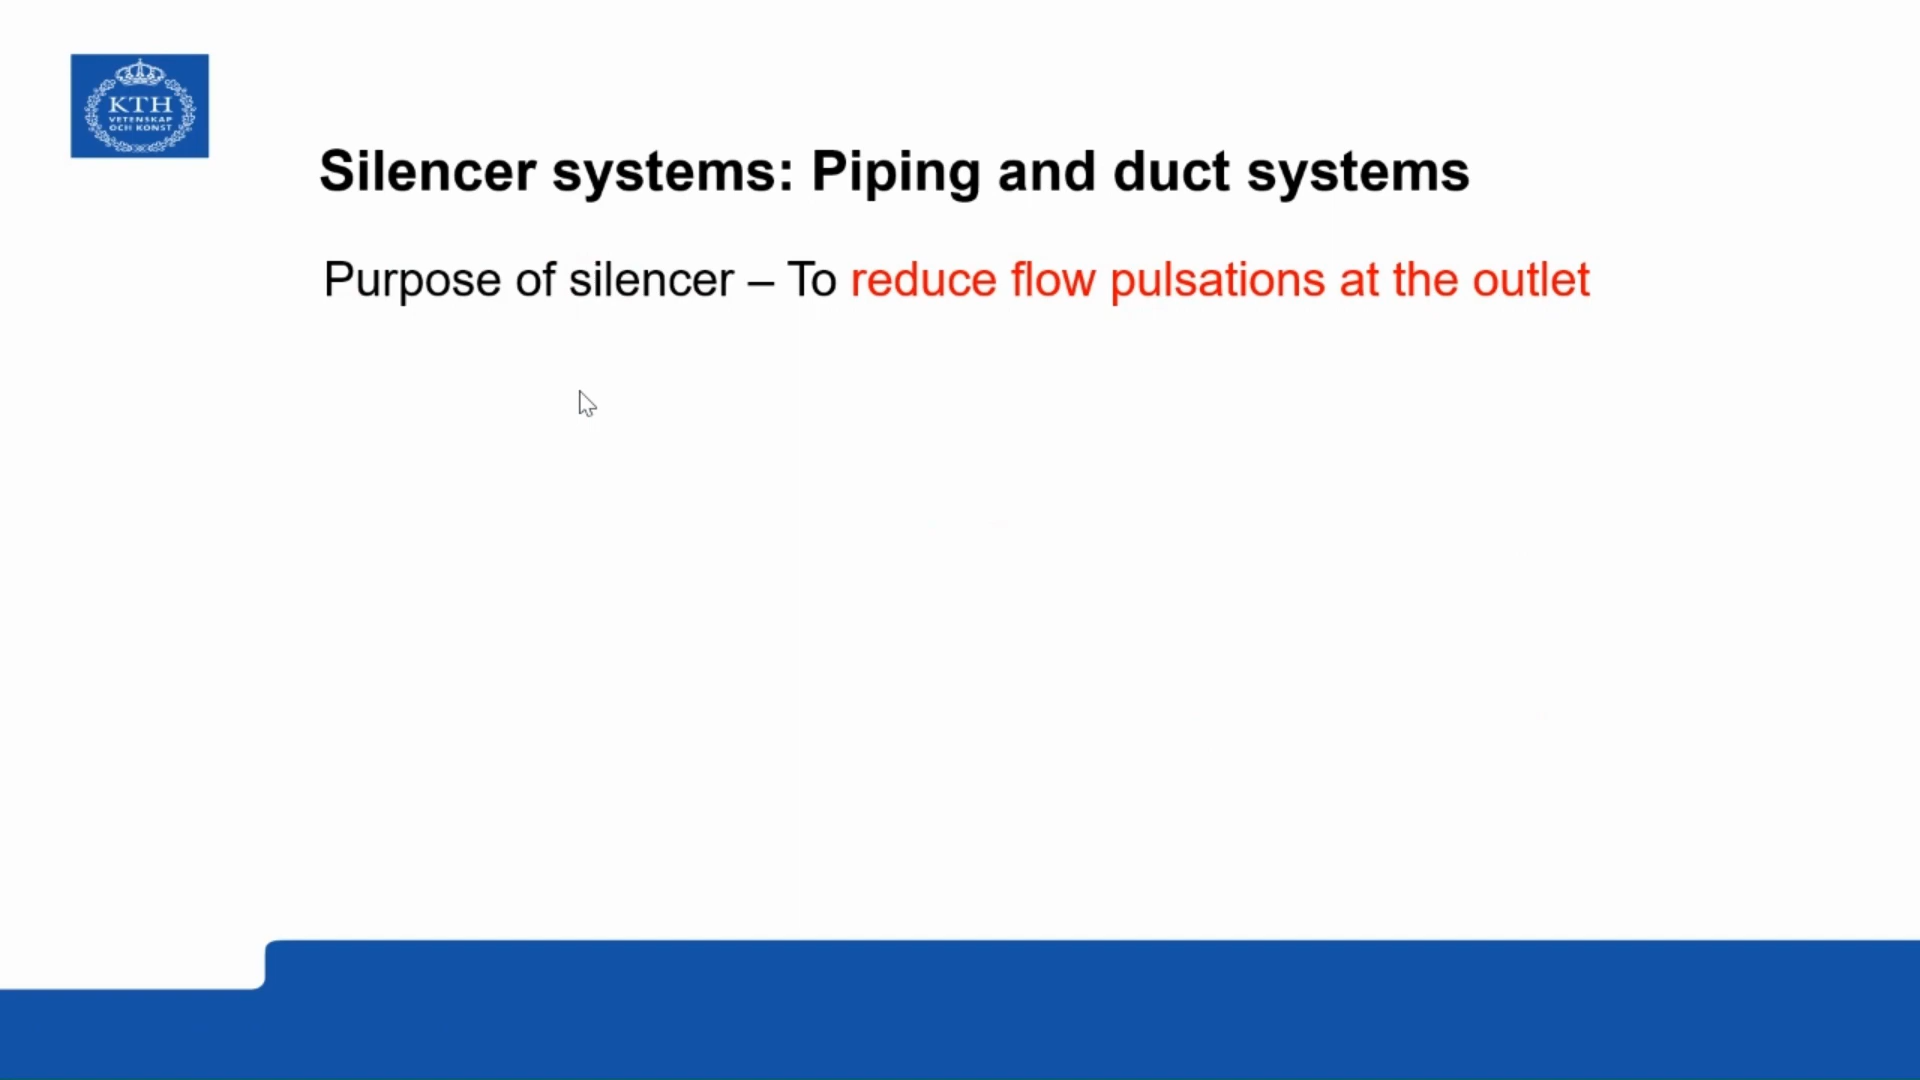 KTH
VETENSKAP
OCH KONST
Silencer systems: Piping and duct systems
Purpose of silencer – To reduce flow pulsations at the outlet